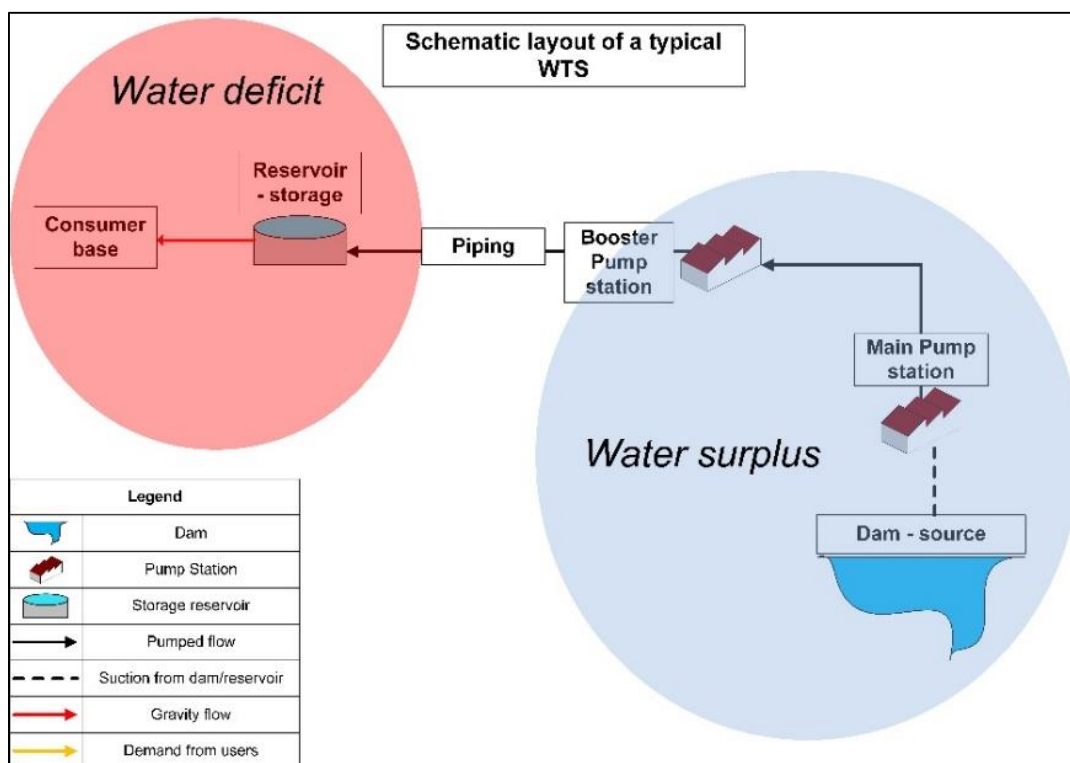 Schematic layout of a typical
WTS
Water deficit
Reservoir
- storage
Consumer
base
Piping
Booster
Pump
station
Main Pump
station
Water surplus
Dam - source
Legend
Dam
Pump Station
Storage reservoir
Pumped flow
Suction from dam/reservoir
Gravity flow
Demand from users